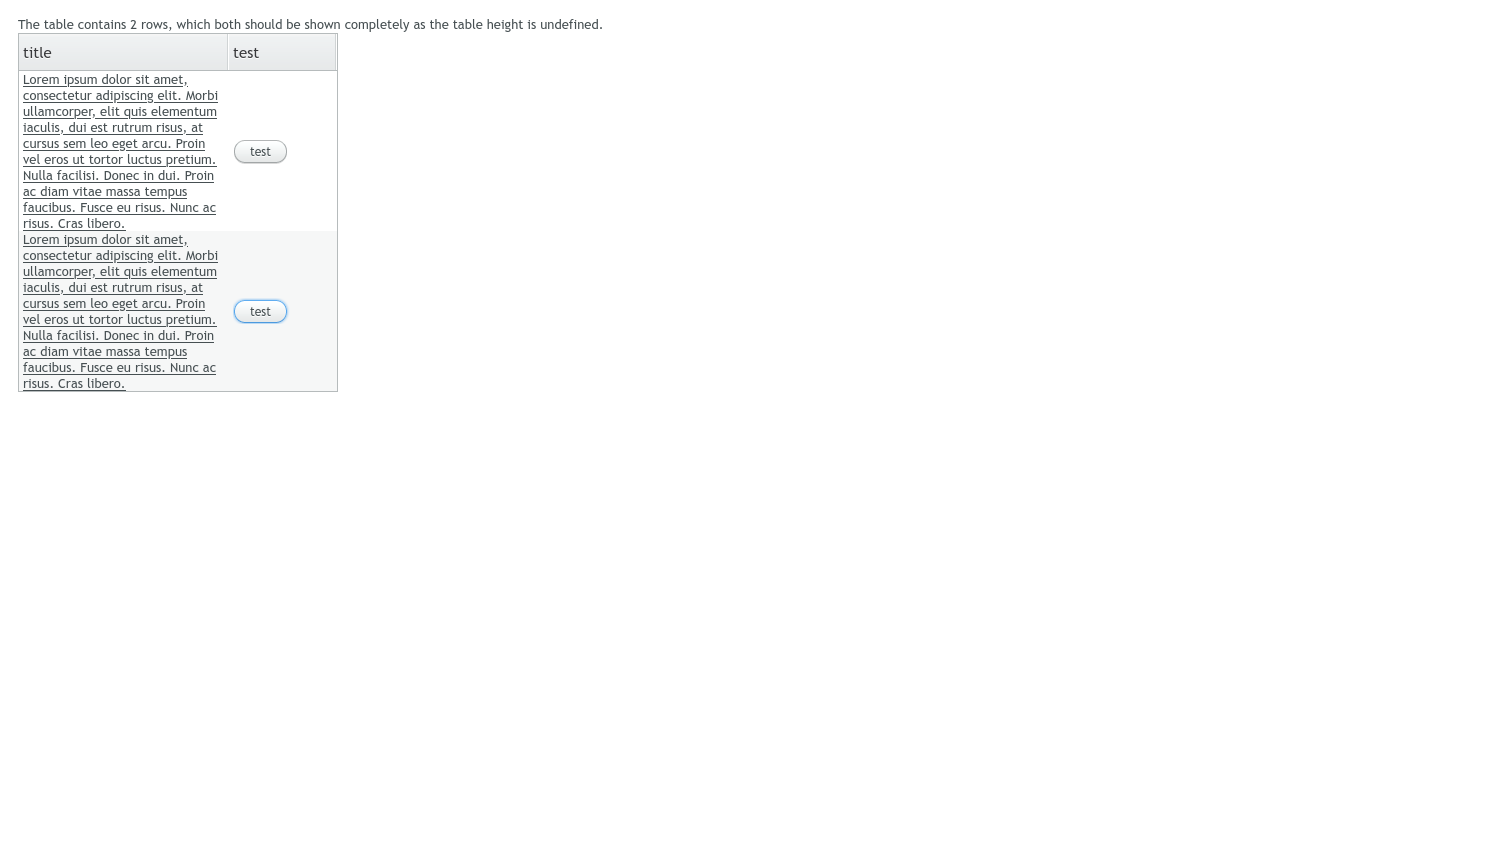 The table contains 2 rows, which both should be shown completely as the table height is undefined.
title test
Lorem ipsum dolor sit amet,
consectetur adipiscing elit. Morbi
ullamcorper, elit quis elementum
iaculis, dui est rutrum risus, at
cursus sem leo eget arcu. Proin
vel eros ut tortor luctus pretium.
Nulla facilisi. Donec in dui. Proin
ac diam vitae massa tempus
faucibus. Fusce eu risus. Nunc ac
risus. Cras libero.
test
Lorem ipsum dolor sit amet,
consectetur adipiscing elit. Morbi
ullamcorper, elit quis elementum
iaculis, dui est rutrum risus, at
cursus sem leo eget arcu. Proin
vel eros ut tortor luctus pretium.
Nulla facilisi. Donec in dui. Proin
ac diam vitae massa tempus
faucibus. Fusce eu risus. Nunc ac
risus. Cras libero.
test